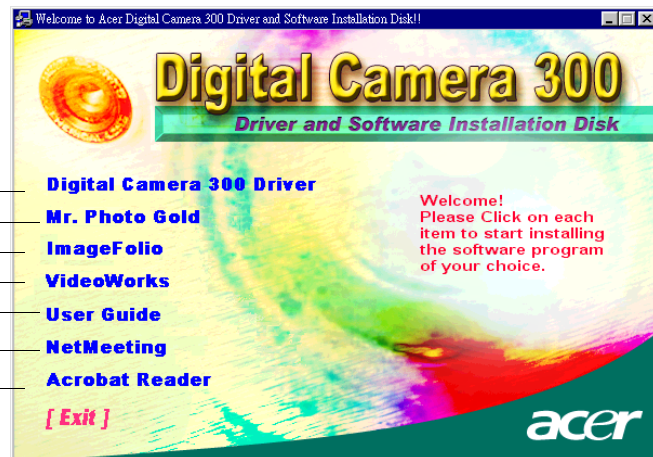 Welcome to Acer Digital Camera 300 Driver and Software Installation Disk!!
Digital Camera 300
Driver and Software Installation Disk
Digital Camera 300 Driver
Mr. Photo Gold
ImageFolio
VideoWorks
User Guide
NetMeeting
Acrobat Reader
[ Exit ]
Welcome!
Please Click on each
item to start installing
the software program
of your choice.
acer